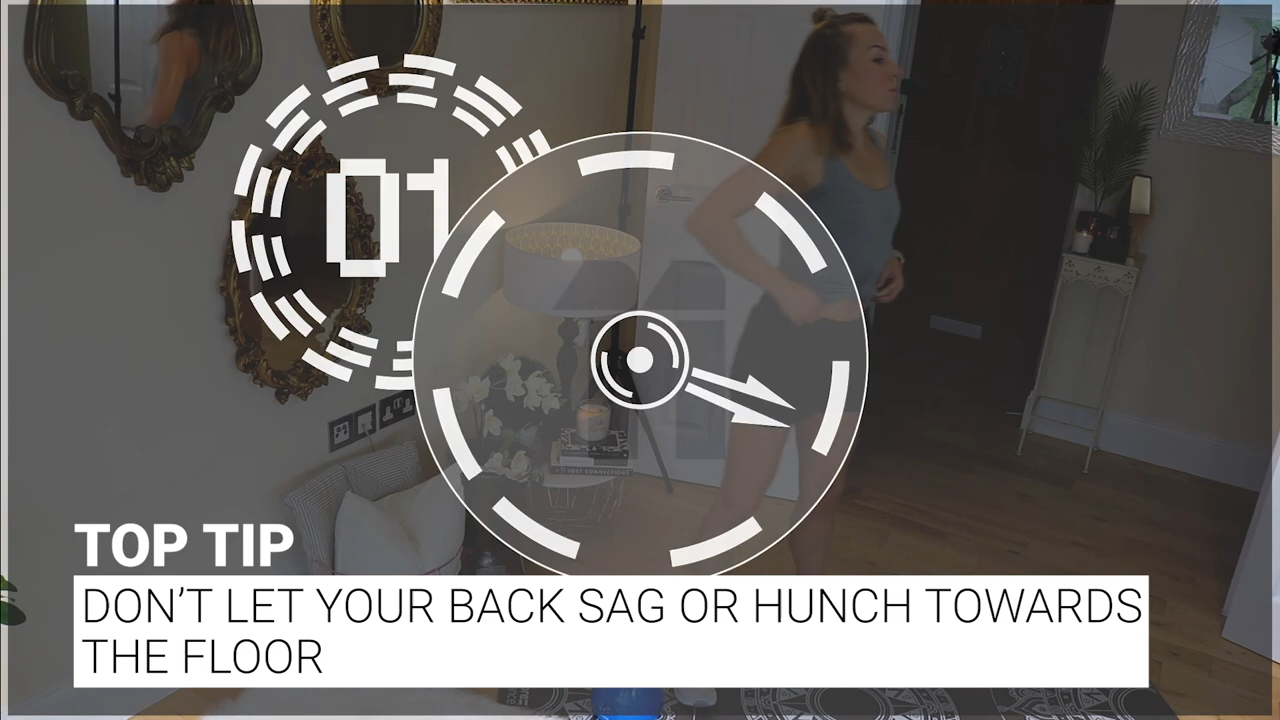 01
TOP TIP
DON'T LET YOUR BACK SAG OR HUNCH TOWARDS
THE FLOOR